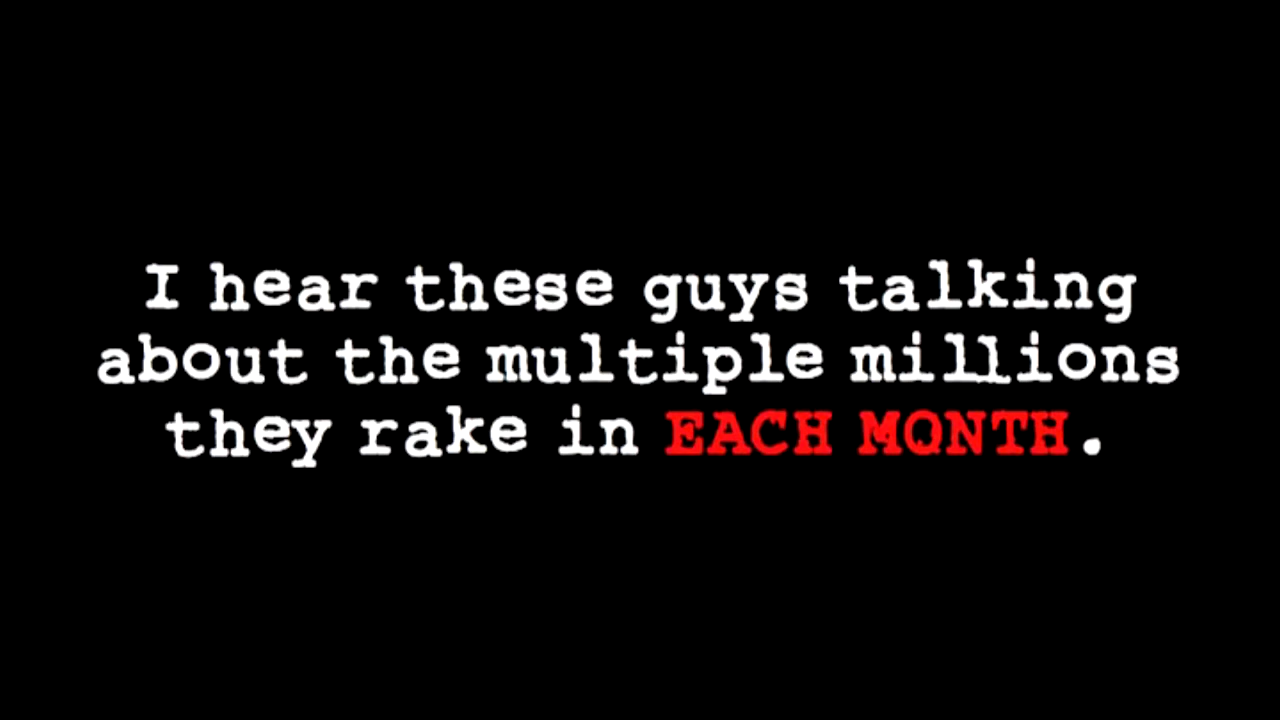 I hear these guys talking
about the multiple millions
they rake in EACH MONTH.